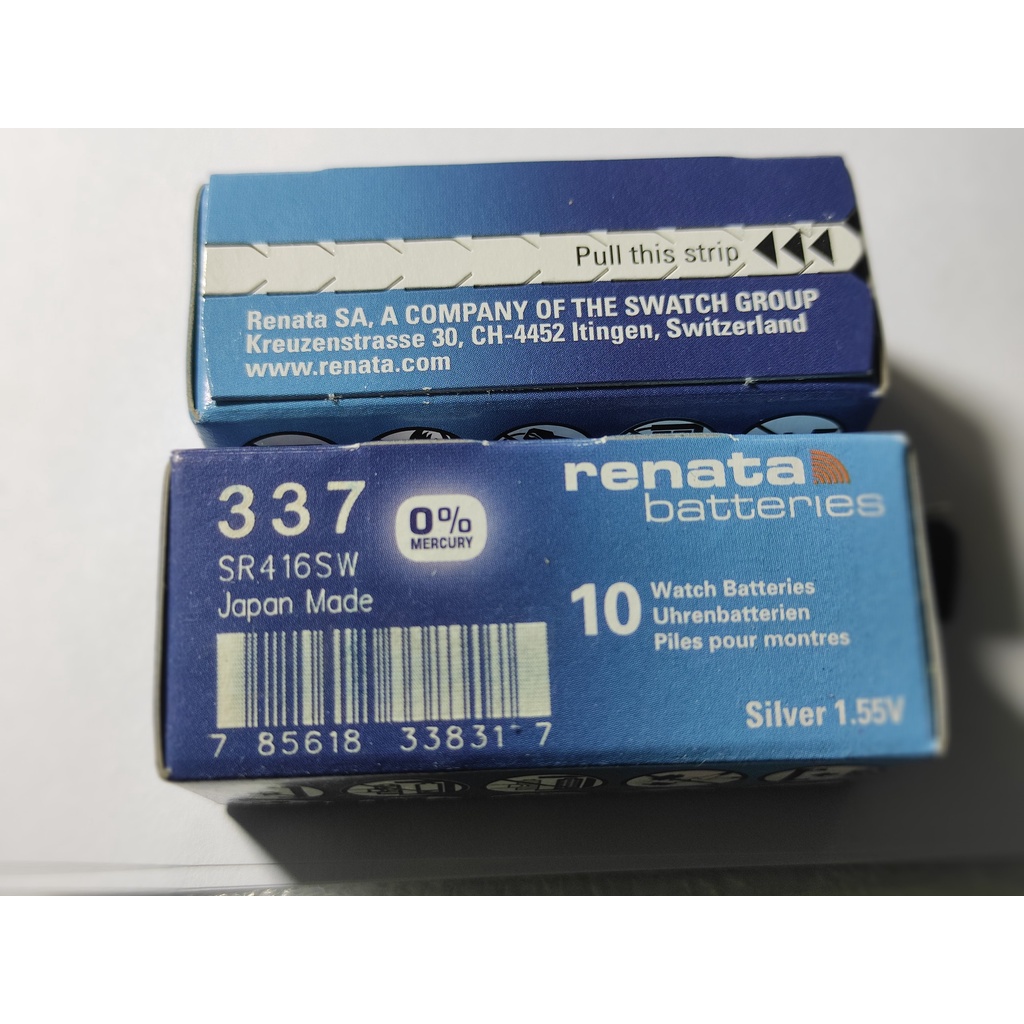 Pull this strip
Renata SA, A COMPANY OF THE SWATCH GROUP
Kreuzenstrasse 30, CH-4452 Itingen, Switzerland
www.renata.com
337
0%
MERCURY
SR416SW
Japan Made
7 85618 33831 7
renata
batteries
10
Watch Batteries
Uhrenbatterien
Piles pour montres
Silver 1.55V